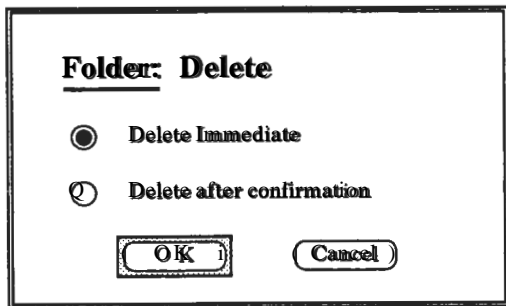 Folder: Delete
Delete Immediate
Delete after confirmation
OK Cancel